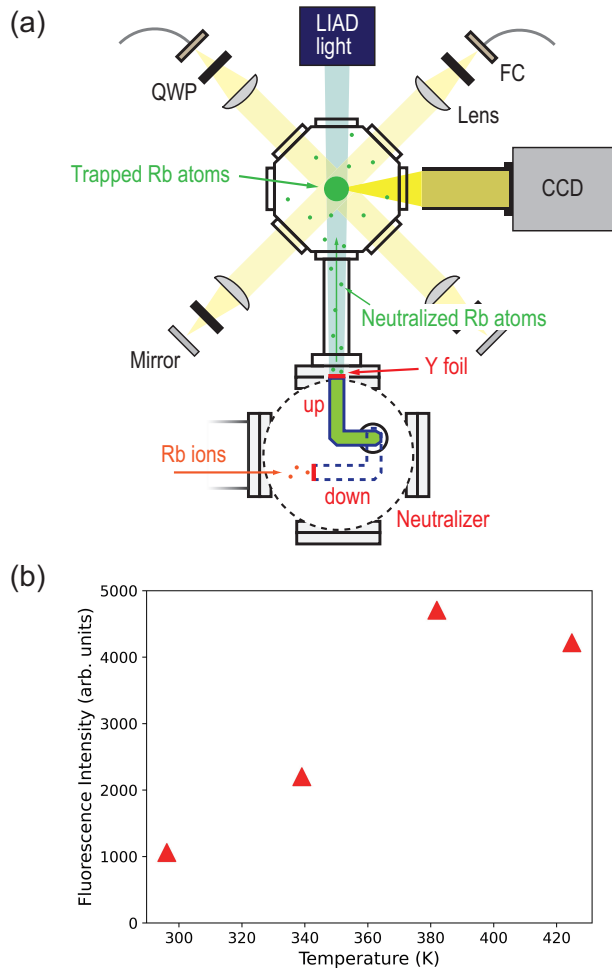 (a)
LIAD
light
QWP
FC
Lens
Trapped Rb atoms
CCD
Neutralized Rb atoms
Mirror
Y foil
up
Rb ions
down
Neutralizer
(b)
Fluorescence Intensity (arb. units)
5000
4000
3000
2000
1000
0
300 320 340 360 380 400 420
Temperature (K)